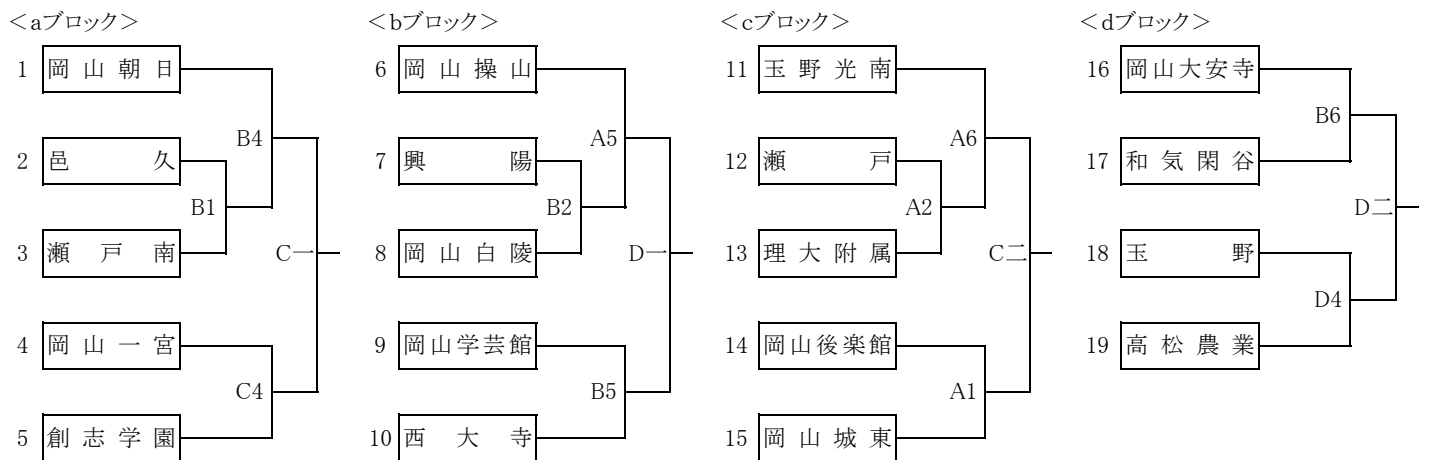 <aブロック>
1 岡山朝日
B4
2 邑久
B1
3 瀬戸南
C一
4 岡山一宮
C4
5 創志学園
<bブロック>
6 岡山操山
A5
7 興陽
B2
8 岡山白陵
D一
9 岡山学芸館
B5
10 西大寺
<cブロック>
11 玉野光南
A6
12 瀬戸
A2
13 理大附属
C二
14 岡山後楽館
A1
15 岡山城東
<dブロック>
16 岡山大安寺
B6
17 和気閑谷
D二
18 玉野
D4
19 高松農業